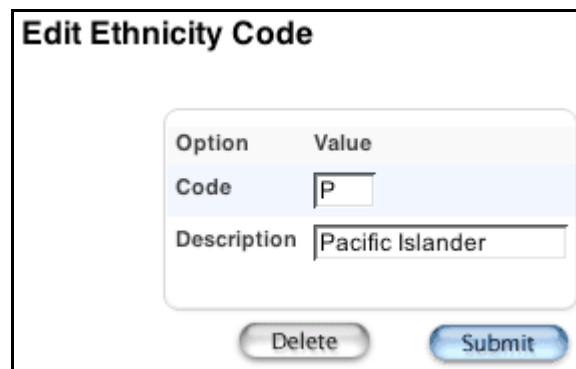 Edit Ethnicity Code
Option Value
Code P
Description Pacific Islander
Delete Submit